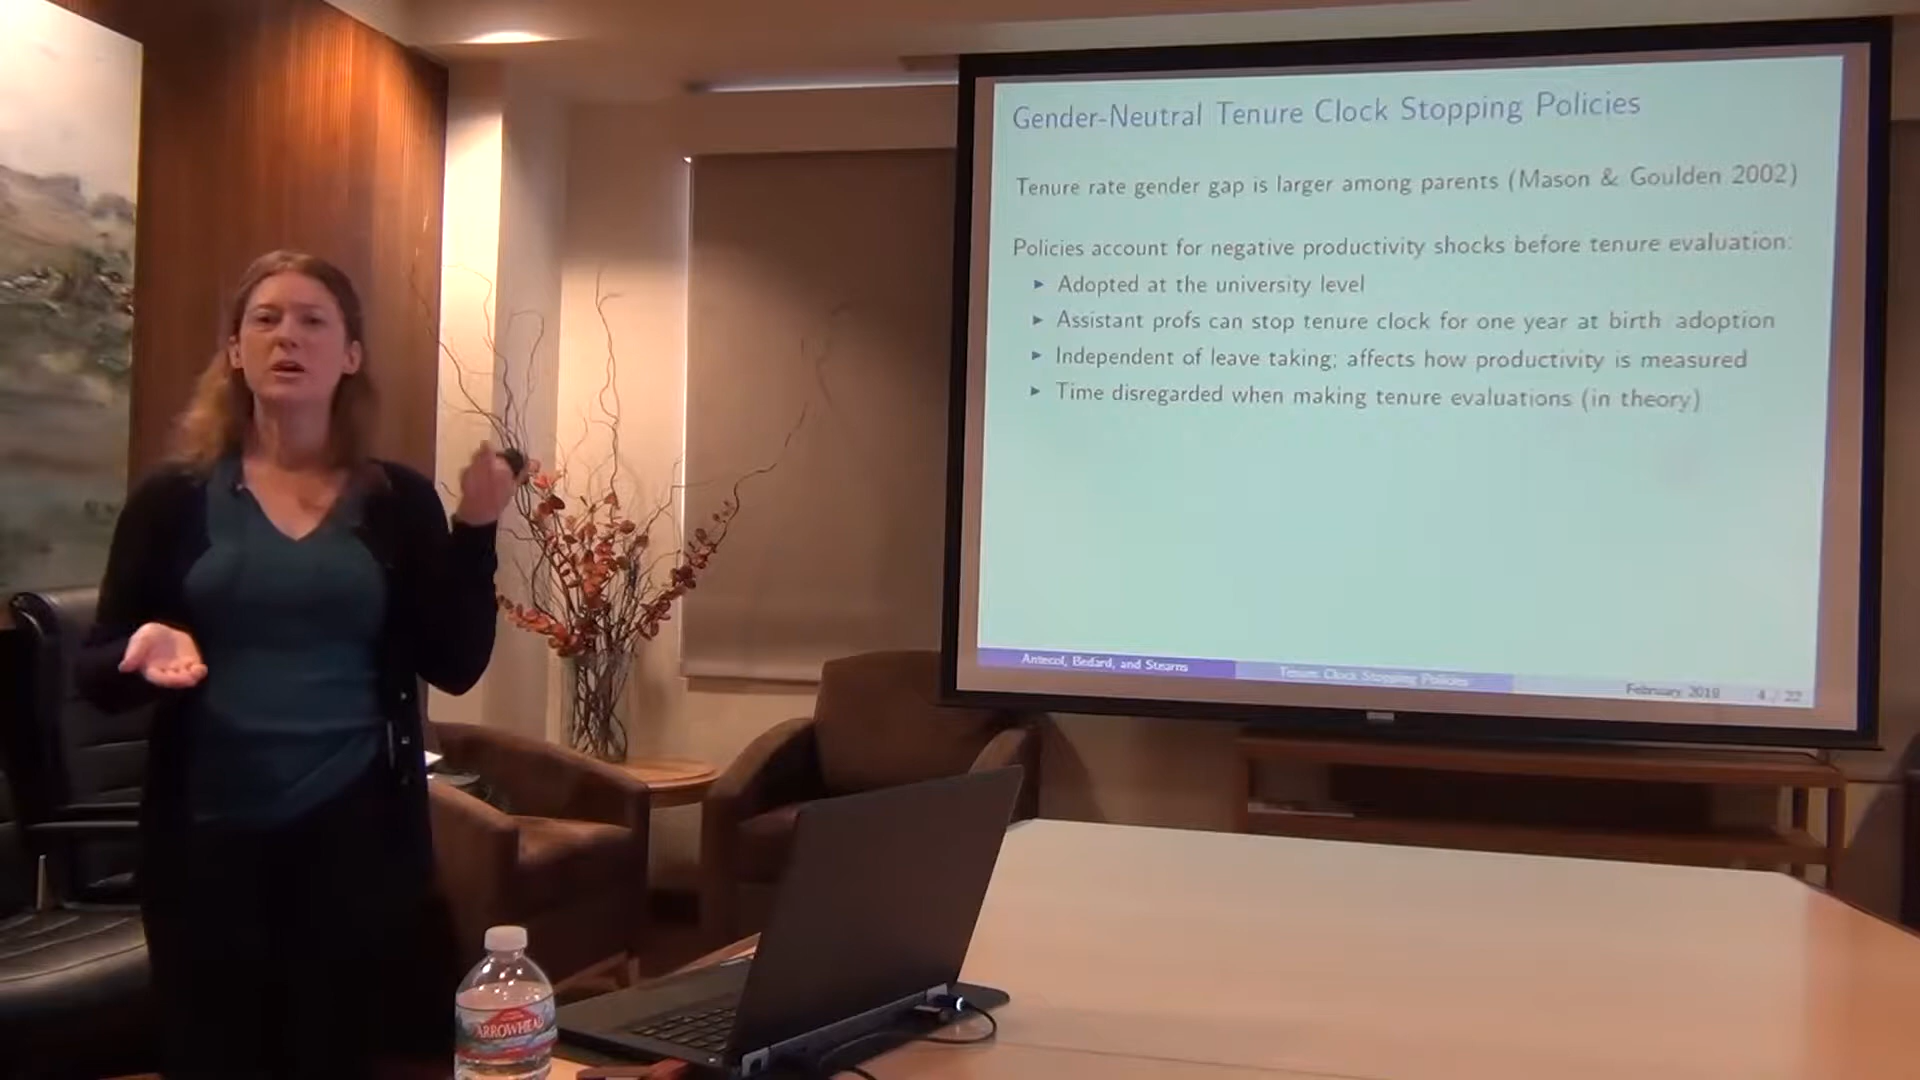 Gender-Neutral Tenure Clock Stopping Policies
Tenure rate gender gap is larger among parents (Mason & Goulden 2002)
Policies account for negative productivity shocks before tenure evaluation:
► Adopted at the university level
► Assistant profs can stop tenure clock for one year at birth adoption
► Independent of leave taking; affects how productivity is measured
► Time disregarded when making tenure evaluations (in theory)
Antecol, Bedard, and Stearns
Tenure Clock Stopping Policies
February 2019 4 / 22
ARROWHEAD